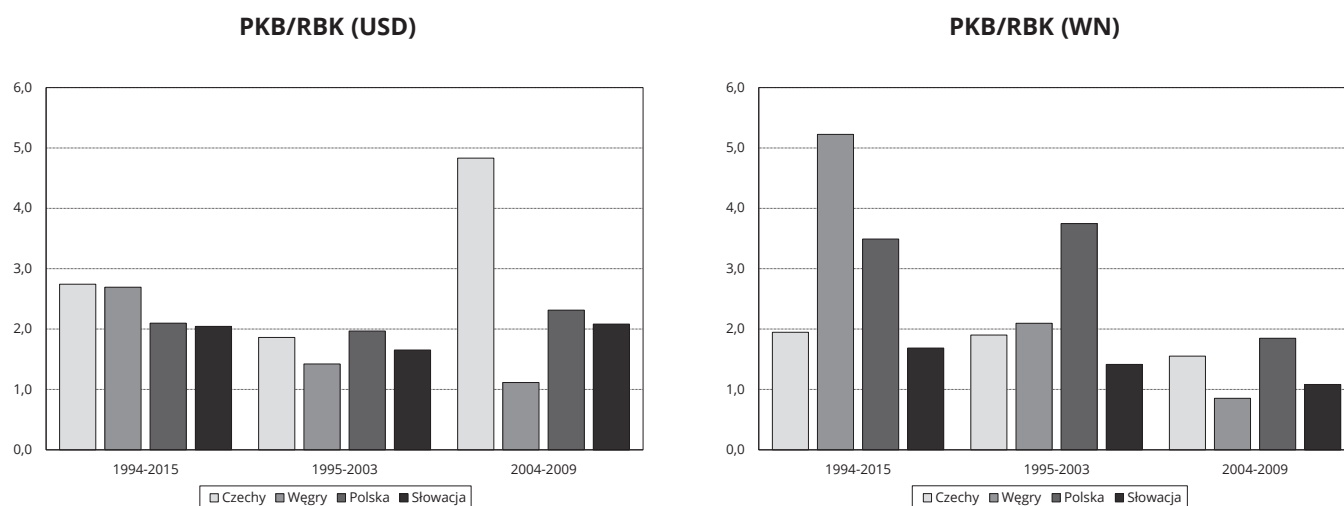 PKB/RBK (USD)
6,0
5,0
4,0
3,0
2,0
1,0
0,0
1994-2015
1995-2003
2004-2009
Czechy
Węgry
Polska
Słowacja
PKB/RBK (WN)
6,0
5,0
4,0
3,0
2,0
1,0
0,0
1994-2015
1995-2003
2004-2009
Czechy
Węgry
Polska
Słowacja